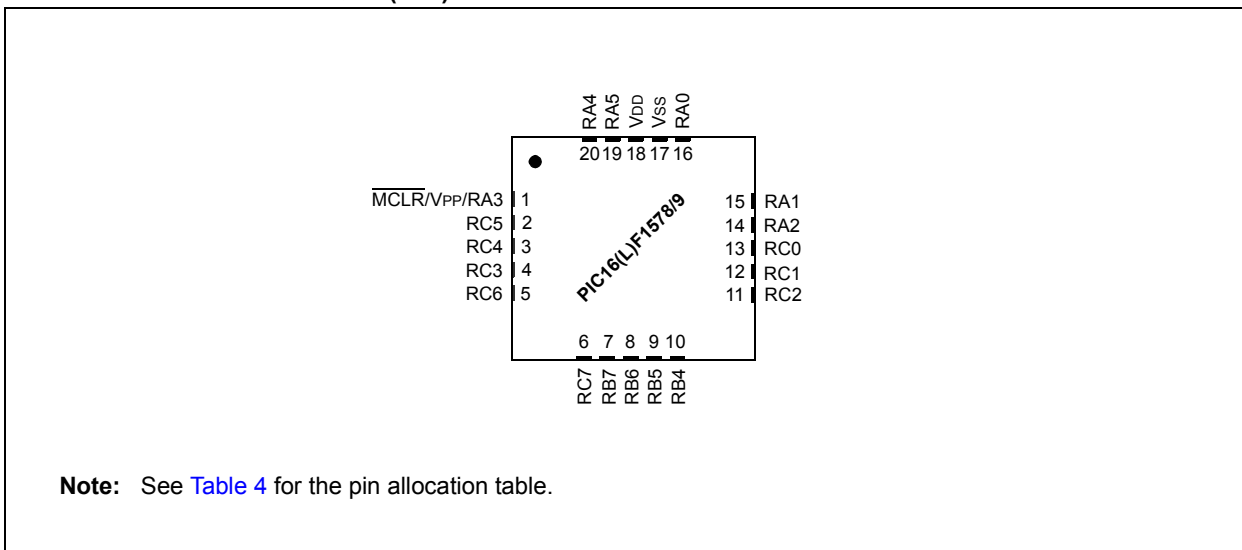 RA4
RA5
VDD
VSS
RA0
20 19 18 17 16
MCLR/VPP/RA3 1
RC5 2
RC4 3
RC3 4
RC6 5
PIC16(L)F1578/9
15 RA1
14 RA2
13 RC0
12 RC1
11 RC2
6 7 8 9 10
RC7
RB7
RB6
RB5
RB4
Note: See Table 4 for the pin allocation table.